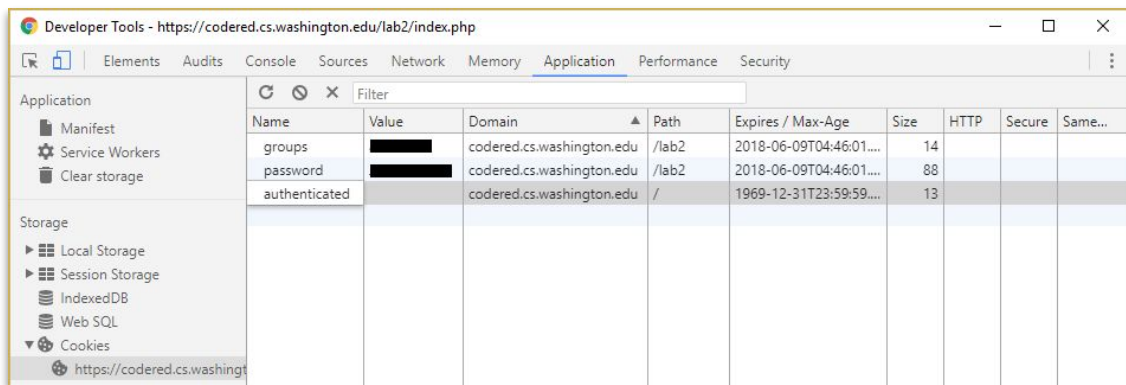 Developer Tools - https://codered.cs.washington.edu/lab2/index.php
Elements Audits Console Sources Network Memory Application Performance Security
Application
Manifest
Service Workers
Clear storage
Storage
Local Storage
Session Storage
IndexedDB
Web SQL
Cookies
https://codered.cs.washingt
Filter
Name Value Domain Path Expires / Max-Age Size HTTP Secure Same...
groups codered.cs.washington.edu /lab2 2018-06-09T04:46:01.... 14
password codered.cs.washington.edu /lab2 2018-06-09T04:46:01.... 88
authenticated codered.cs.washington.edu / 1969-12-31T23:59:59.... 13